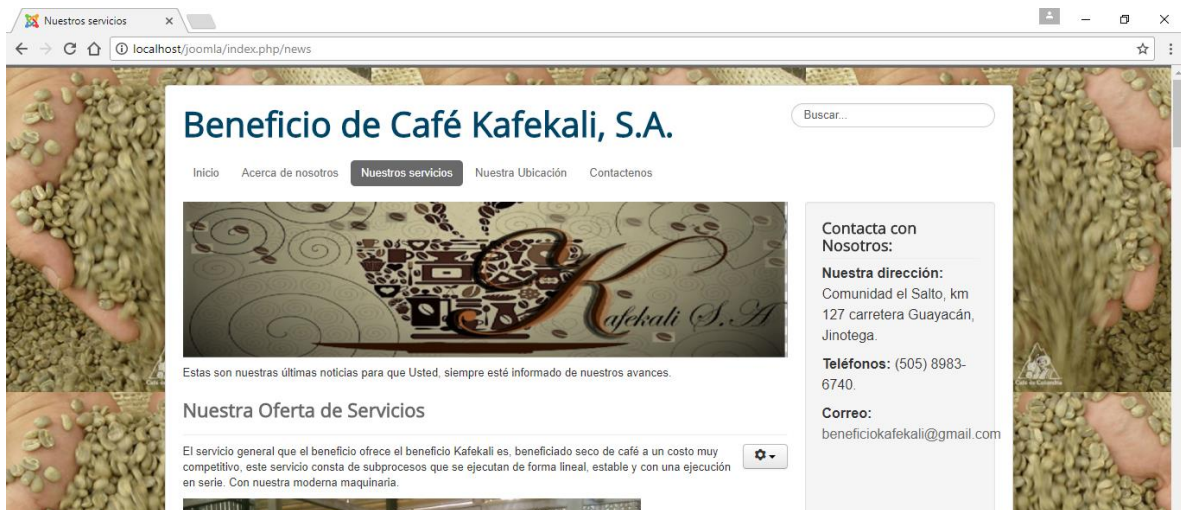 Nuestros servicios
localhost/joomla/index.php/news
Beneficio de Café Kafekali, S.A.
Buscar...
Inicio Acerca de nosotros Nuestros servicios Nuestra Ubicación Contactenos
Kafekali S.A
Contacta con
Nosotros:
Nuestra dirección:
Comunidad el Salto, km
127 carretera Guayacán,
Jinotega.
Teléfonos: (505) 8983-
6740.
Correo:
beneficiokafekali@gmail.com
Estas son nuestras últimas noticias para que Usted, siempre esté informado de nuestros avances.
Nuestra Oferta de Servicios
El servicio general que el beneficio ofrece el beneficio Kafekali es, beneficiado seco de café a un costo muy
competitivo, este servicio consta de subprocesos que se ejecutan de forma lineal, estable y con una ejecución
en serie. Con nuestra moderna maquinaria.
Café de Colombia